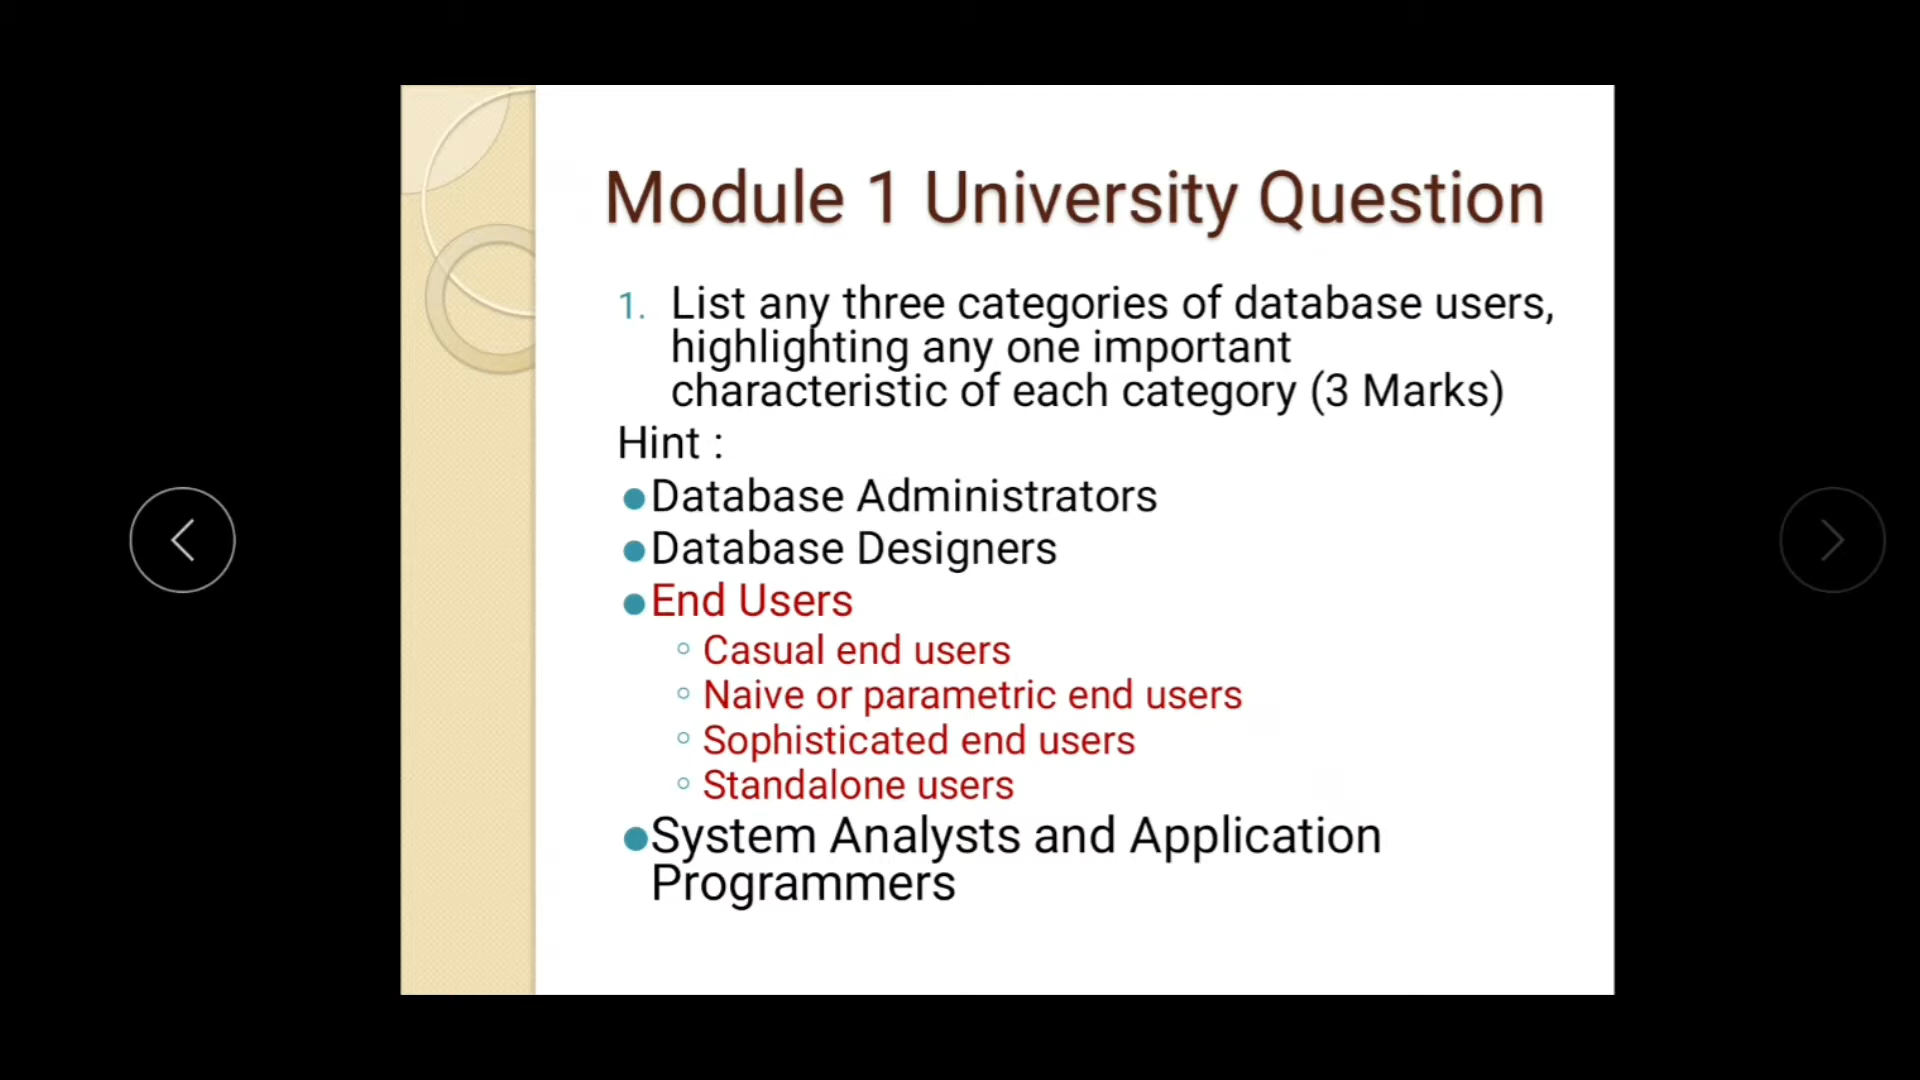 Module 1 University Question
1. List any three categories of database users,
highlighting any one important
characteristic of each category (3 Marks)
Hint :
●Database Administrators
●Database Designers
●End Users
◦ Casual end users
◦ Naive or parametric end users
◦ Sophisticated end users
◦ Standalone users
●System Analysts and Application
Programmers